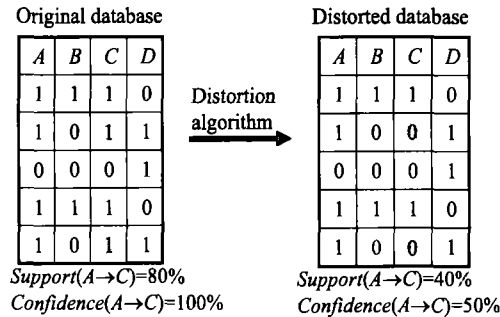 Original database
A B C D
1 1 1 0
1 0 1 1
0 0 0 1
1 1 1 0
1 0 1 1
Support(A→C)=80%
Confidence(A→C)=100%
Distortion
algorithm
Distorted database
A B C D
1 1 1 0
1 0 0 1
0 0 0 1
1 1 1 0
1 0 0 1
Support(A→C)=40%
Confidence(A→C)=50%